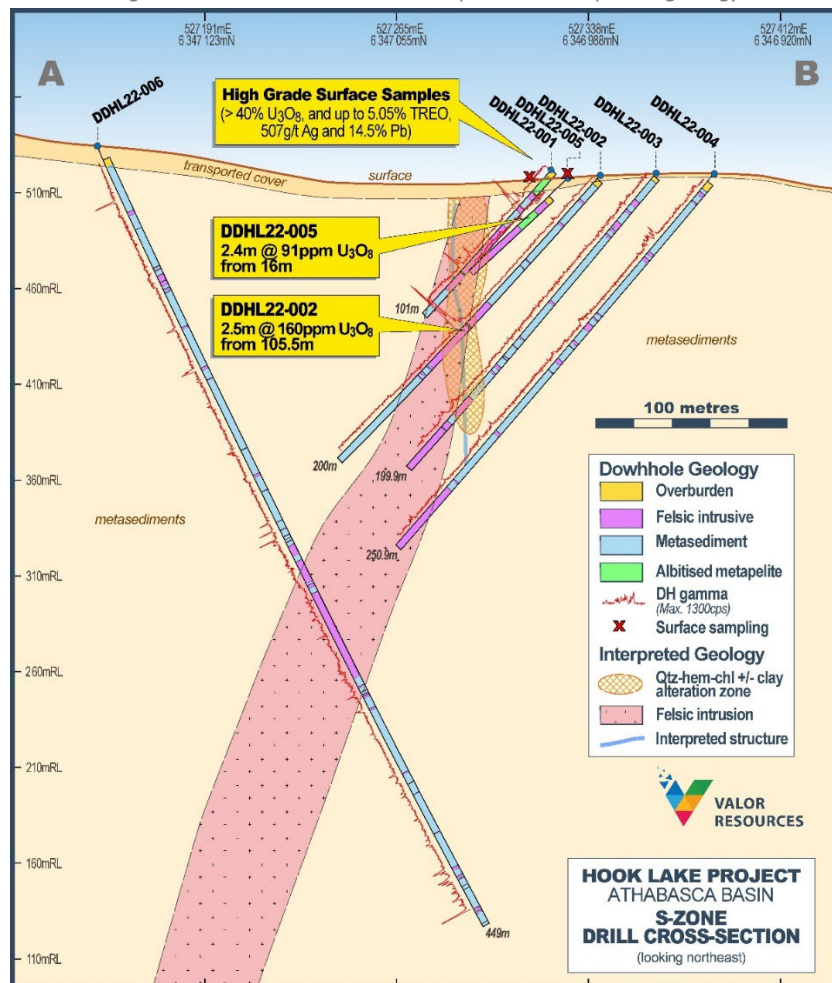 527191mE
6 347 123mN
527265mE
6 347 055mN
527338mE
6 346 988mN
527412mE
6 346 920mN
A
B
DDHL22-006
High Grade Surface Samples
(> 40% U₃O₈, and up to 5.05% TREO,
507g/t Ag and 14.5% Pb)
DDHL22-001
DDHL22-005
DDHL22-002
DDHL22-003
DDHL22-004
transported cover
surface
510mRL
DDHL22-005
2.4m @ 91ppm U₃O₈
from 16m
460mRL
101m
DDHL22-002
2.5m @ 160ppm U₃O₈
from 105.5m
metasediments
410mRL
100 metres
200m
199.9m
360mRL
metasediments
250.9m
310mRL
260mRL
210mRL
160mRL
449m
110mRL
Dowhhole Geology
Overburden
Felsic intrusive
Metasediment
Albitised metapelite
DH gamma
(Max. 1300cps)
X Surface sampling
Interpreted Geology
Qtz-hem-chl +/- clay
alteration zone
Felsic intrusion
Interpreted structure
VALOR
RESOURCES
HOOK LAKE PROJECT
ATHABASCA BASIN
S-ZONE
DRILL CROSS-SECTION
(looking northeast)